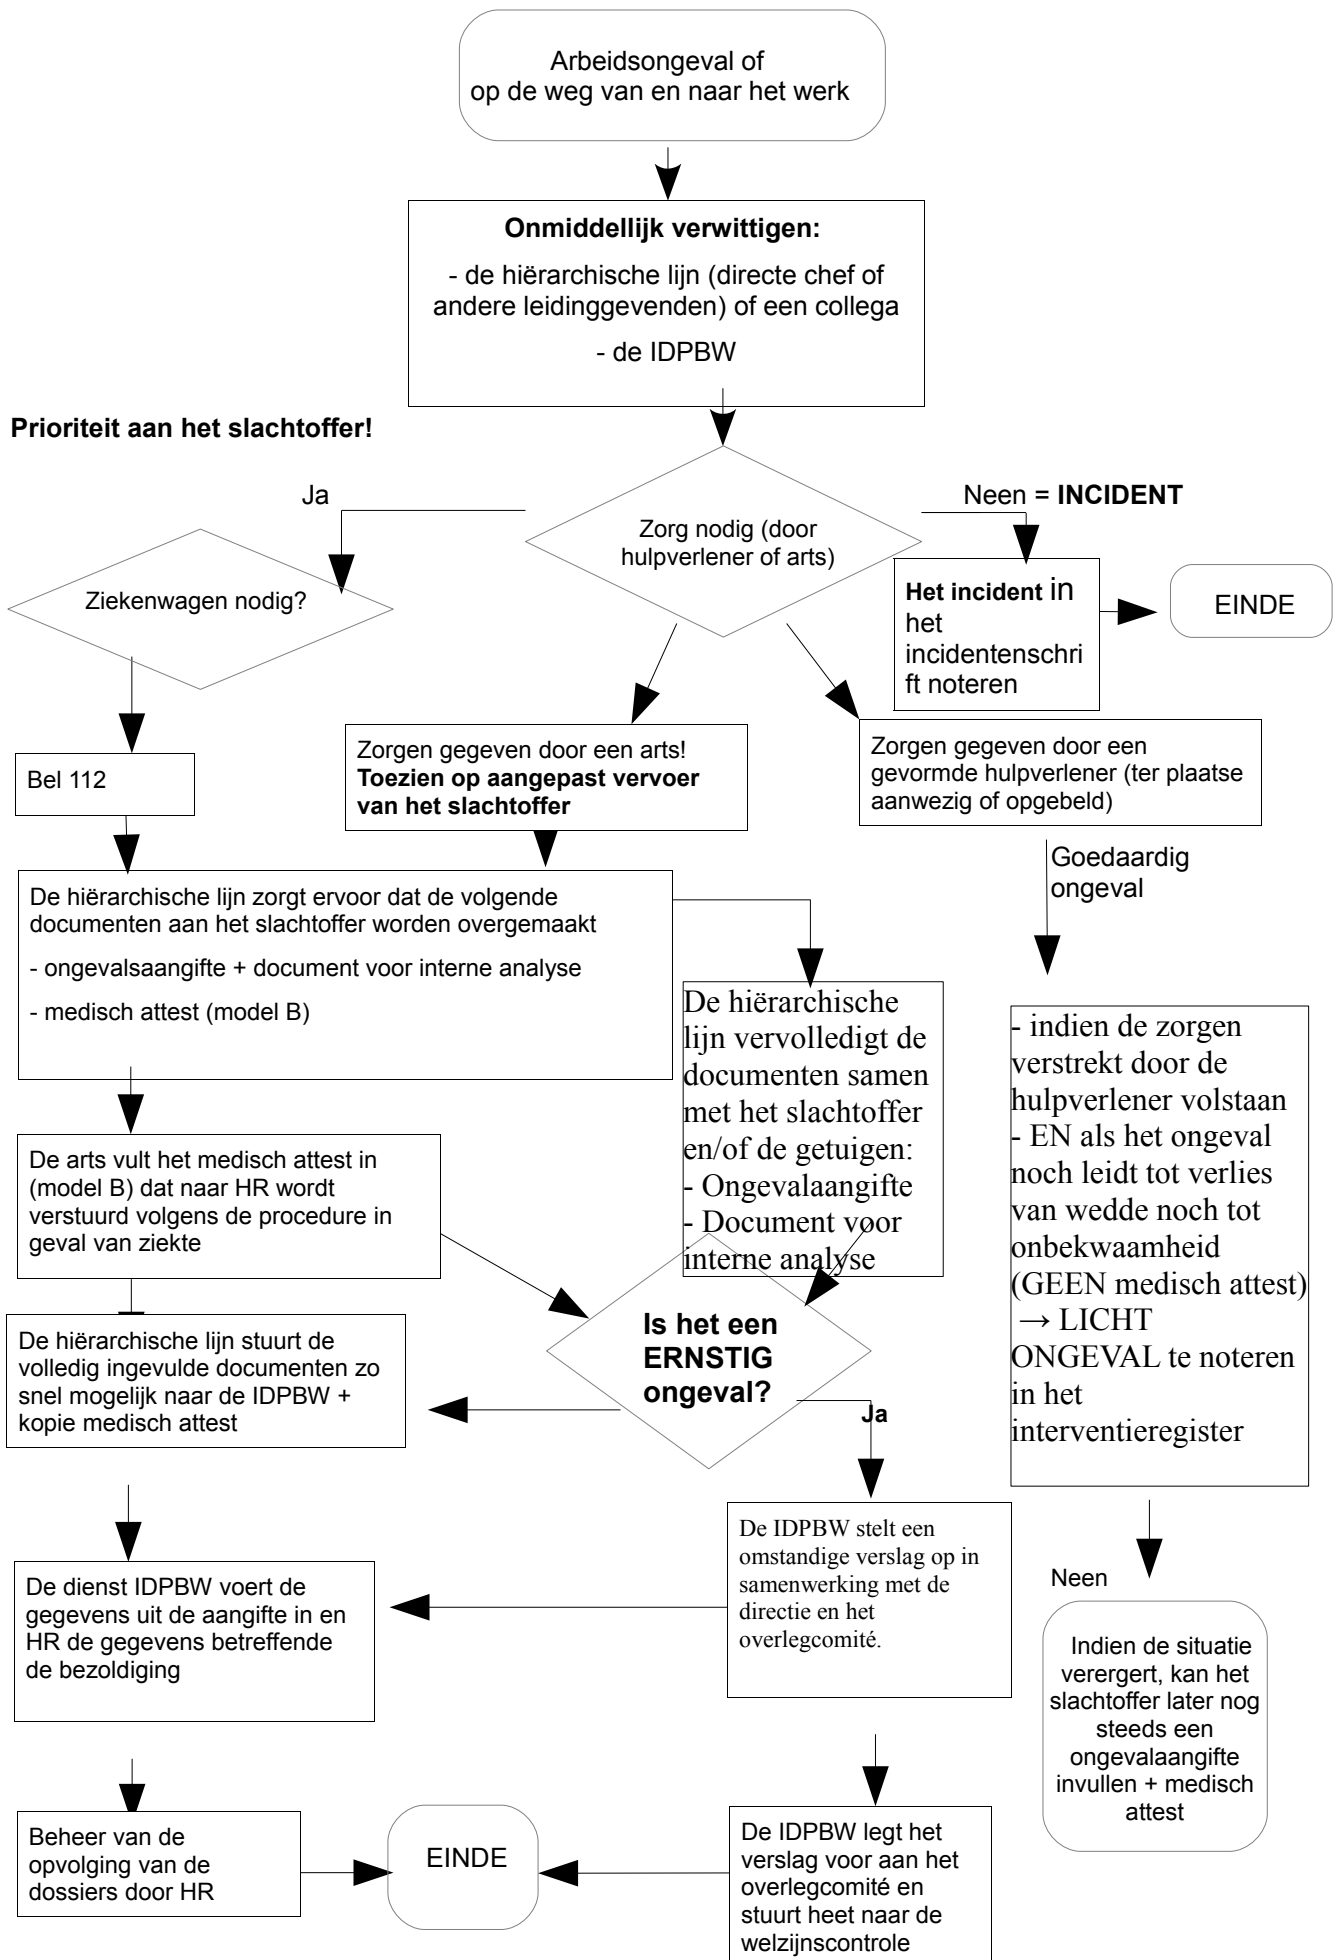 Arbeidsongeval of
op de weg van en naar het werk
Onmiddellijk verwittigen:
- de hiërarchische lijn (directe chef of
andere leidinggevenden) of een collega
- de IDPBW
Prioriteit aan het slachtoffer!
Ja
Neen = INCIDENT
Zorg nodig (door
hulpverlener of arts)
Ziekenwagen nodig?
Het incident in
het
incidentenschri
ft noteren
EINDE
Bel 112
Zorgen gegeven door een arts!
Toezien op aangepast vervoer
van het slachtoffer
Zorgen gegeven door een
gevormde hulpverlener (ter plaatse
aanwezig of opgebeld)
Goedaardig
ongeval
De hiërarchische lijn zorgt ervoor dat de volgende
documenten aan het slachtoffer worden overgemaakt
- ongevalsaangifte + document voor interne analyse
- medisch attest (model B)
De hiërarchische
lijn vervolledigt de
documenten samen
met het slachtoffer
en/of de getuigen:
- Ongevalaangifte
- Document voor
interne analyse
- indien de zorgen
verstrekt door de
hulpverlener volstaan
- EN als het ongeval
noch leidt tot verlies
van wedde noch tot
onbekwaamheid
(GEEN medisch attest)
→ LICHT
ONGEVAL te noteren
in het
interventieregister
De arts vult het medisch attest in
(model B) dat naar HR wordt
verstuurd volgens de procedure in
geval van ziekte
Is het een
ERNSTIG
ongeval?
De hiërarchische lijn stuurt de
volledig ingevulde documenten zo
snel mogelijk naar de IDPBW +
kopie medisch attest
Ja
De IDPBW stelt een
omstandige verslag op in
samenwerking met de
directie en het
overlegcomité.
De dienst IDPBW voert de
gegevens uit de aangifte in en
HR de gegevens betreffende
de bezoldiging
Neen
Indien de situatie
verergert, kan het
slachtoffer later nog
steeds een
ongevalaangifte
invullen + medisch
attest
Beheer van de
opvolging van de
dossiers door HR
EINDE
De IDPBW legt het
verslag voor aan het
overlegcomité en
stuurt heet naar de
welzijnscontrole